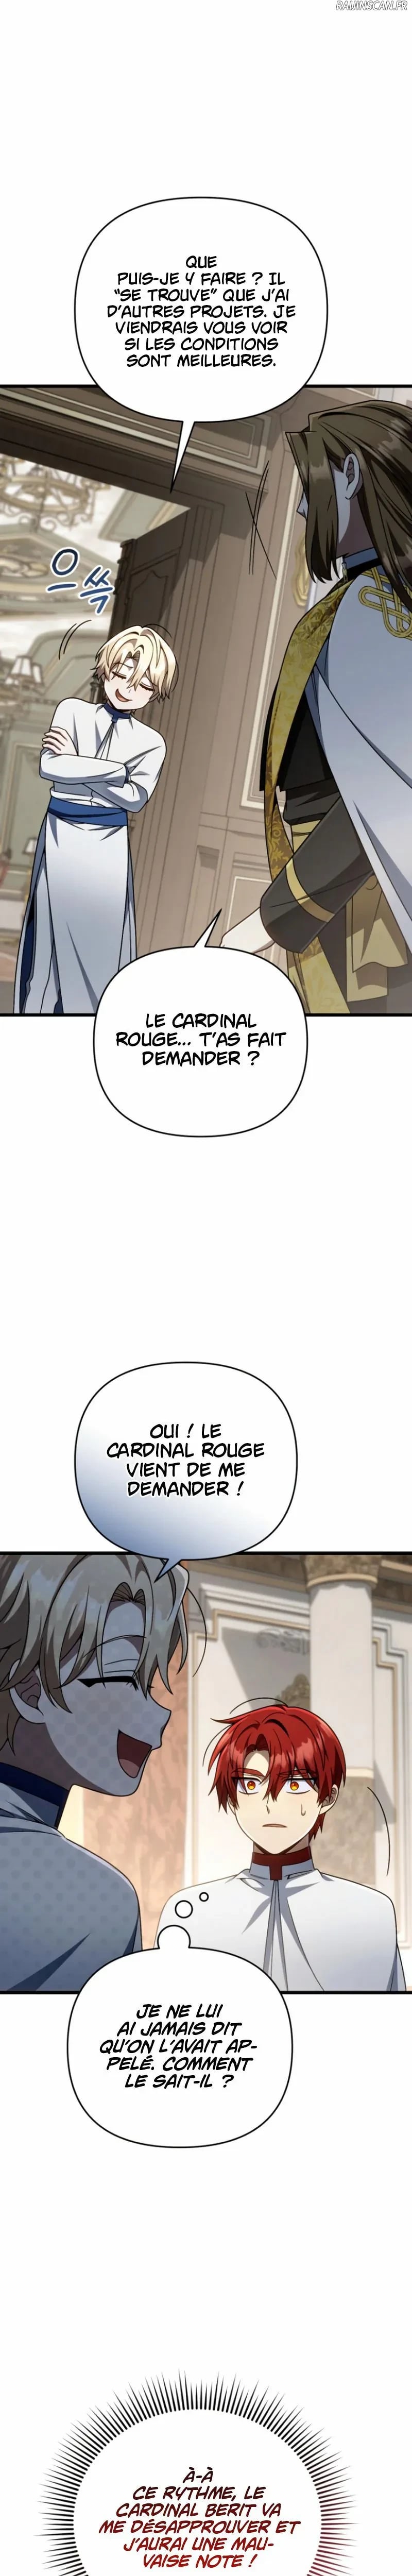 RAIJINSCAN.FR
QUE
PUIS-JE Y FAIRE ? IL
"SE TROUVE" QUE J'AI
D'AUTRES PROJETS. JE
VIENDRAIS VOUS VOIR
SI LES CONDITIONS
SONT MEILLEURES.
으쓱
LE CARDINAL
ROUGE... T'AS FAIT
DEMANDER ?
OUI ! LE
CARDINAL ROUGE
VIENT DE ME
DEMANDER !
JE NE LUI
AI JAMAIS DIT
QU'ON L'AVAIT AP-
PELÉ. COMMENT
LE SAIT-IL ?
À-À
CE RYTHME, LE
CARDINAL BERIT VA
ME DÉSAPPROUVER ET
J'AURAI UNE MAU-
VAISE NOTE !